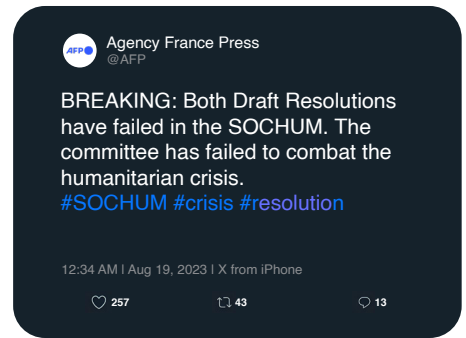 AFP
Agency France Press
@AFP
BREAKING: Both Draft Resolutions
have failed in the SOCHUM. The
committee has failed to combat the
humanitarian crisis.
#SOCHUM #crisis #resolution
12:34 AM | Aug 19, 2023 | X from iPhone
257 43 13